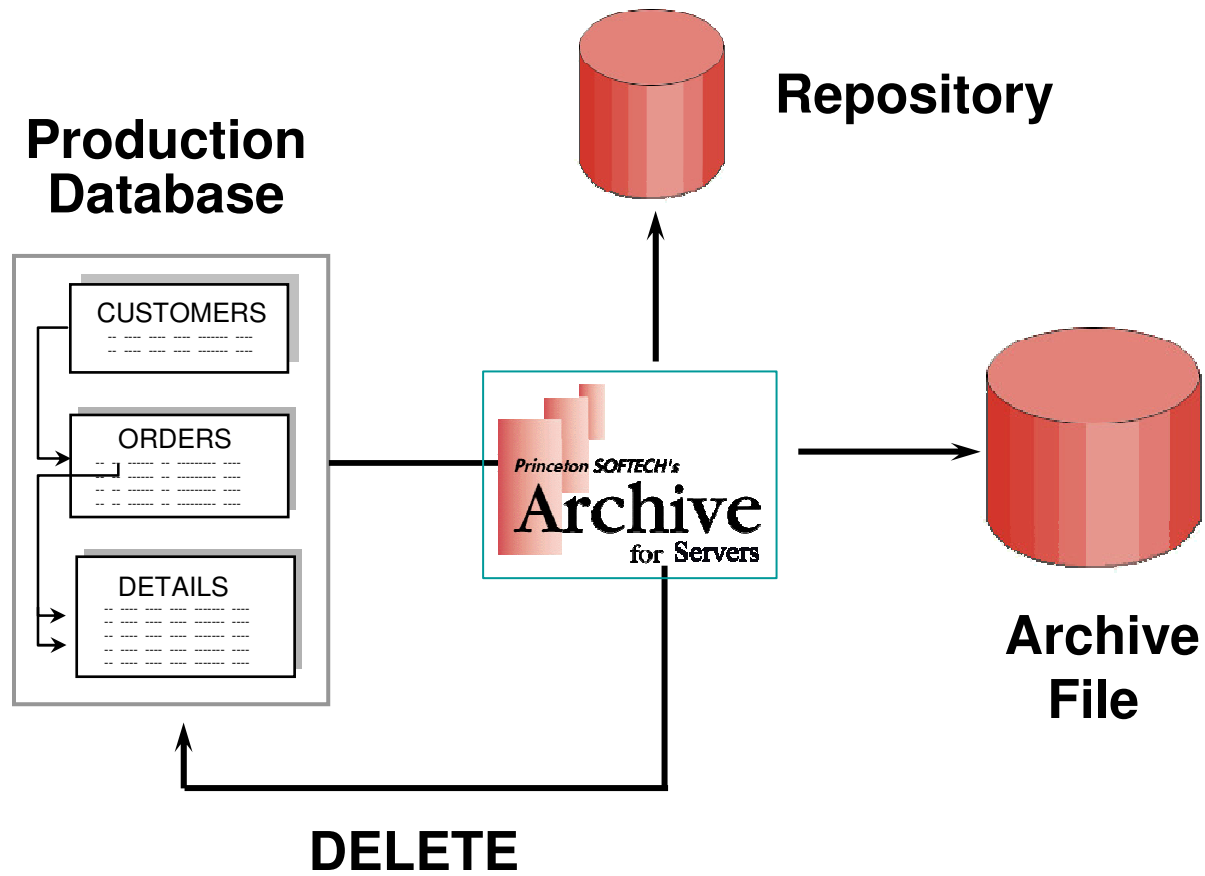 Repository
Production
Database
CUSTOMERS
ORDERS
DETAILS
Princeton SOFTECH's
Archive
for Servers
Archive
File
DELETE